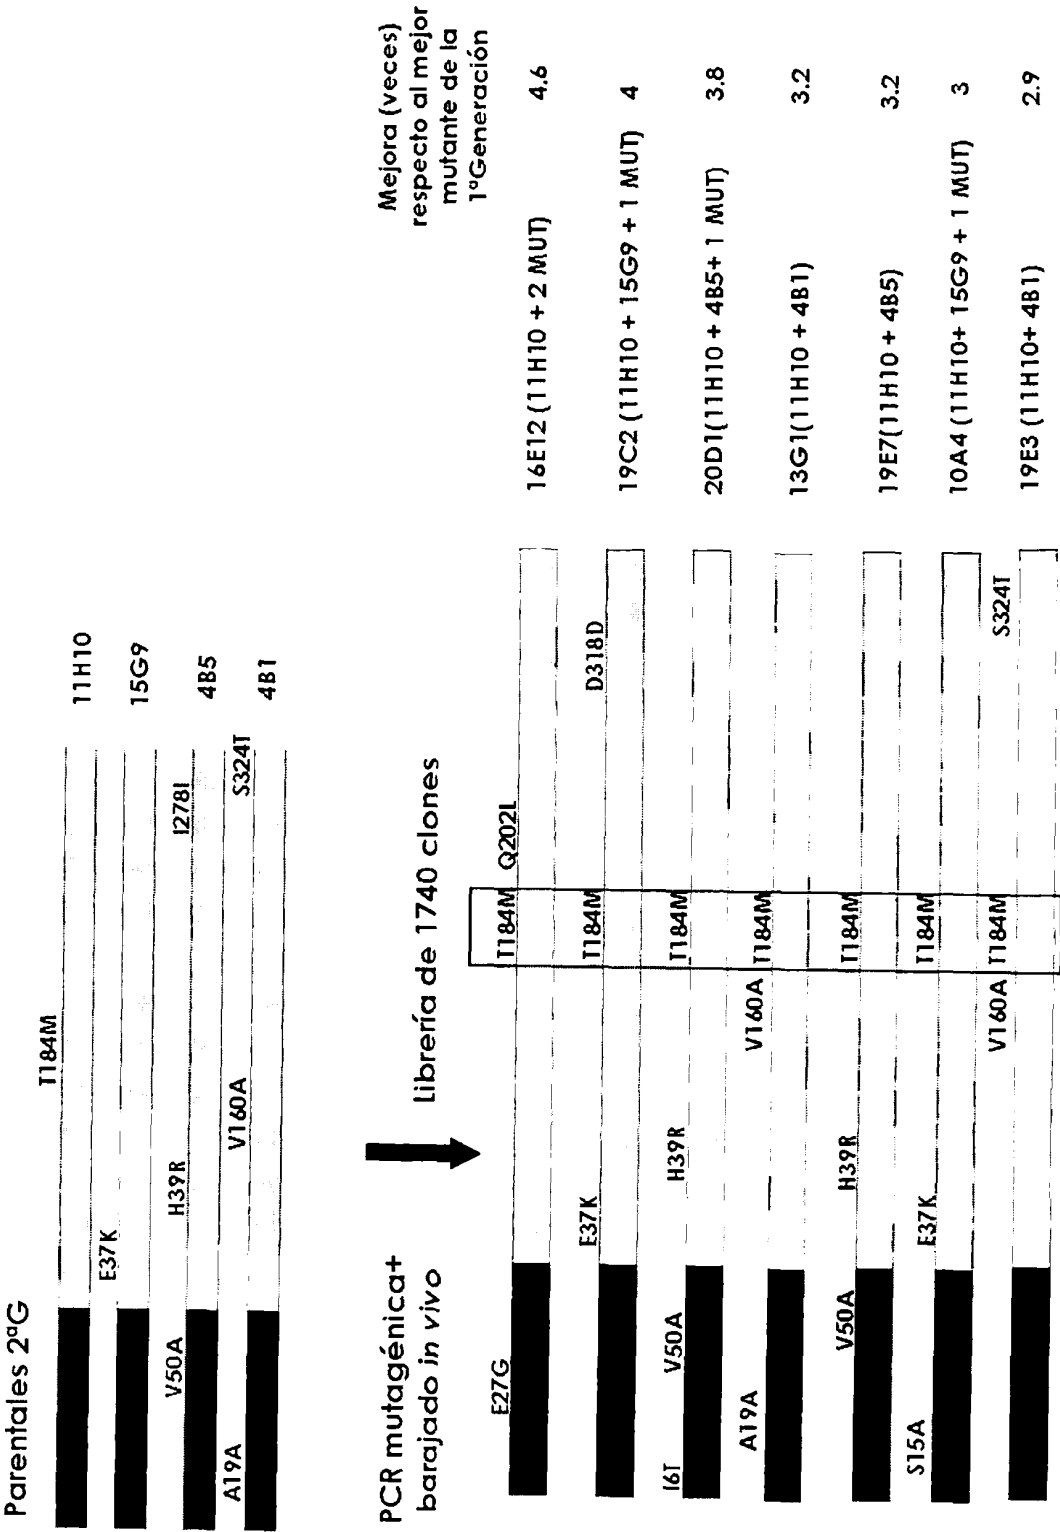 Parentales 2ªG
T184M
11H10
E37K
15G9
V50A
H39R
I278I
4B5
A19A
V160A
S324T
4B1
PCR mutagénica+
barajado in vivo
Librería de 1740 clones
Mejora (veces)
respecto al mejor
mutante de la
1ªGeneración
E27G
T184M
Q202L
16E12 (11H10 + 2 MUT)
4.6
E37K
T184M
D318D
19C2 (11H10 + 15G9 + 1 MUT)
4
I6T
V50A
H39R
T184M
20D1(11H10 + 4B5+ 1 MUT)
3.8
A19A
V160A
T184M
13G1(11H10 + 4B1)
3.2
V50A
H39R
T184M
19E7(11H10 + 4B5)
3.2
S15A
E37K
T184M
10A4 (11H10+ 15G9 + 1 MUT)
3
V160A
T184M
S324T
19E3 (11H10+ 4B1)
2.9